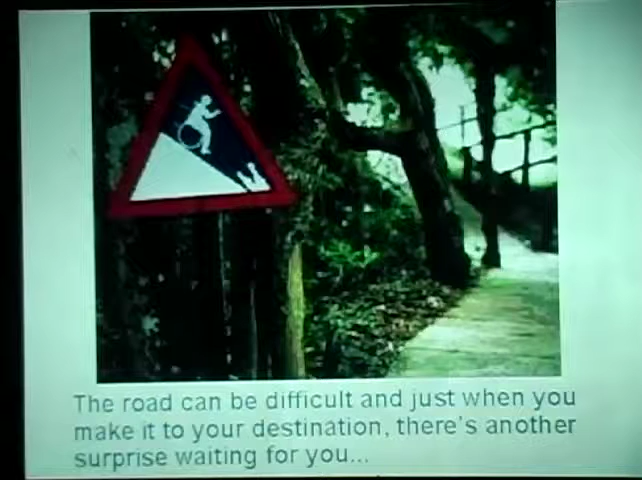 The road can be difficult and just when you
make it to your destination, there's another
surprise waiting for you...